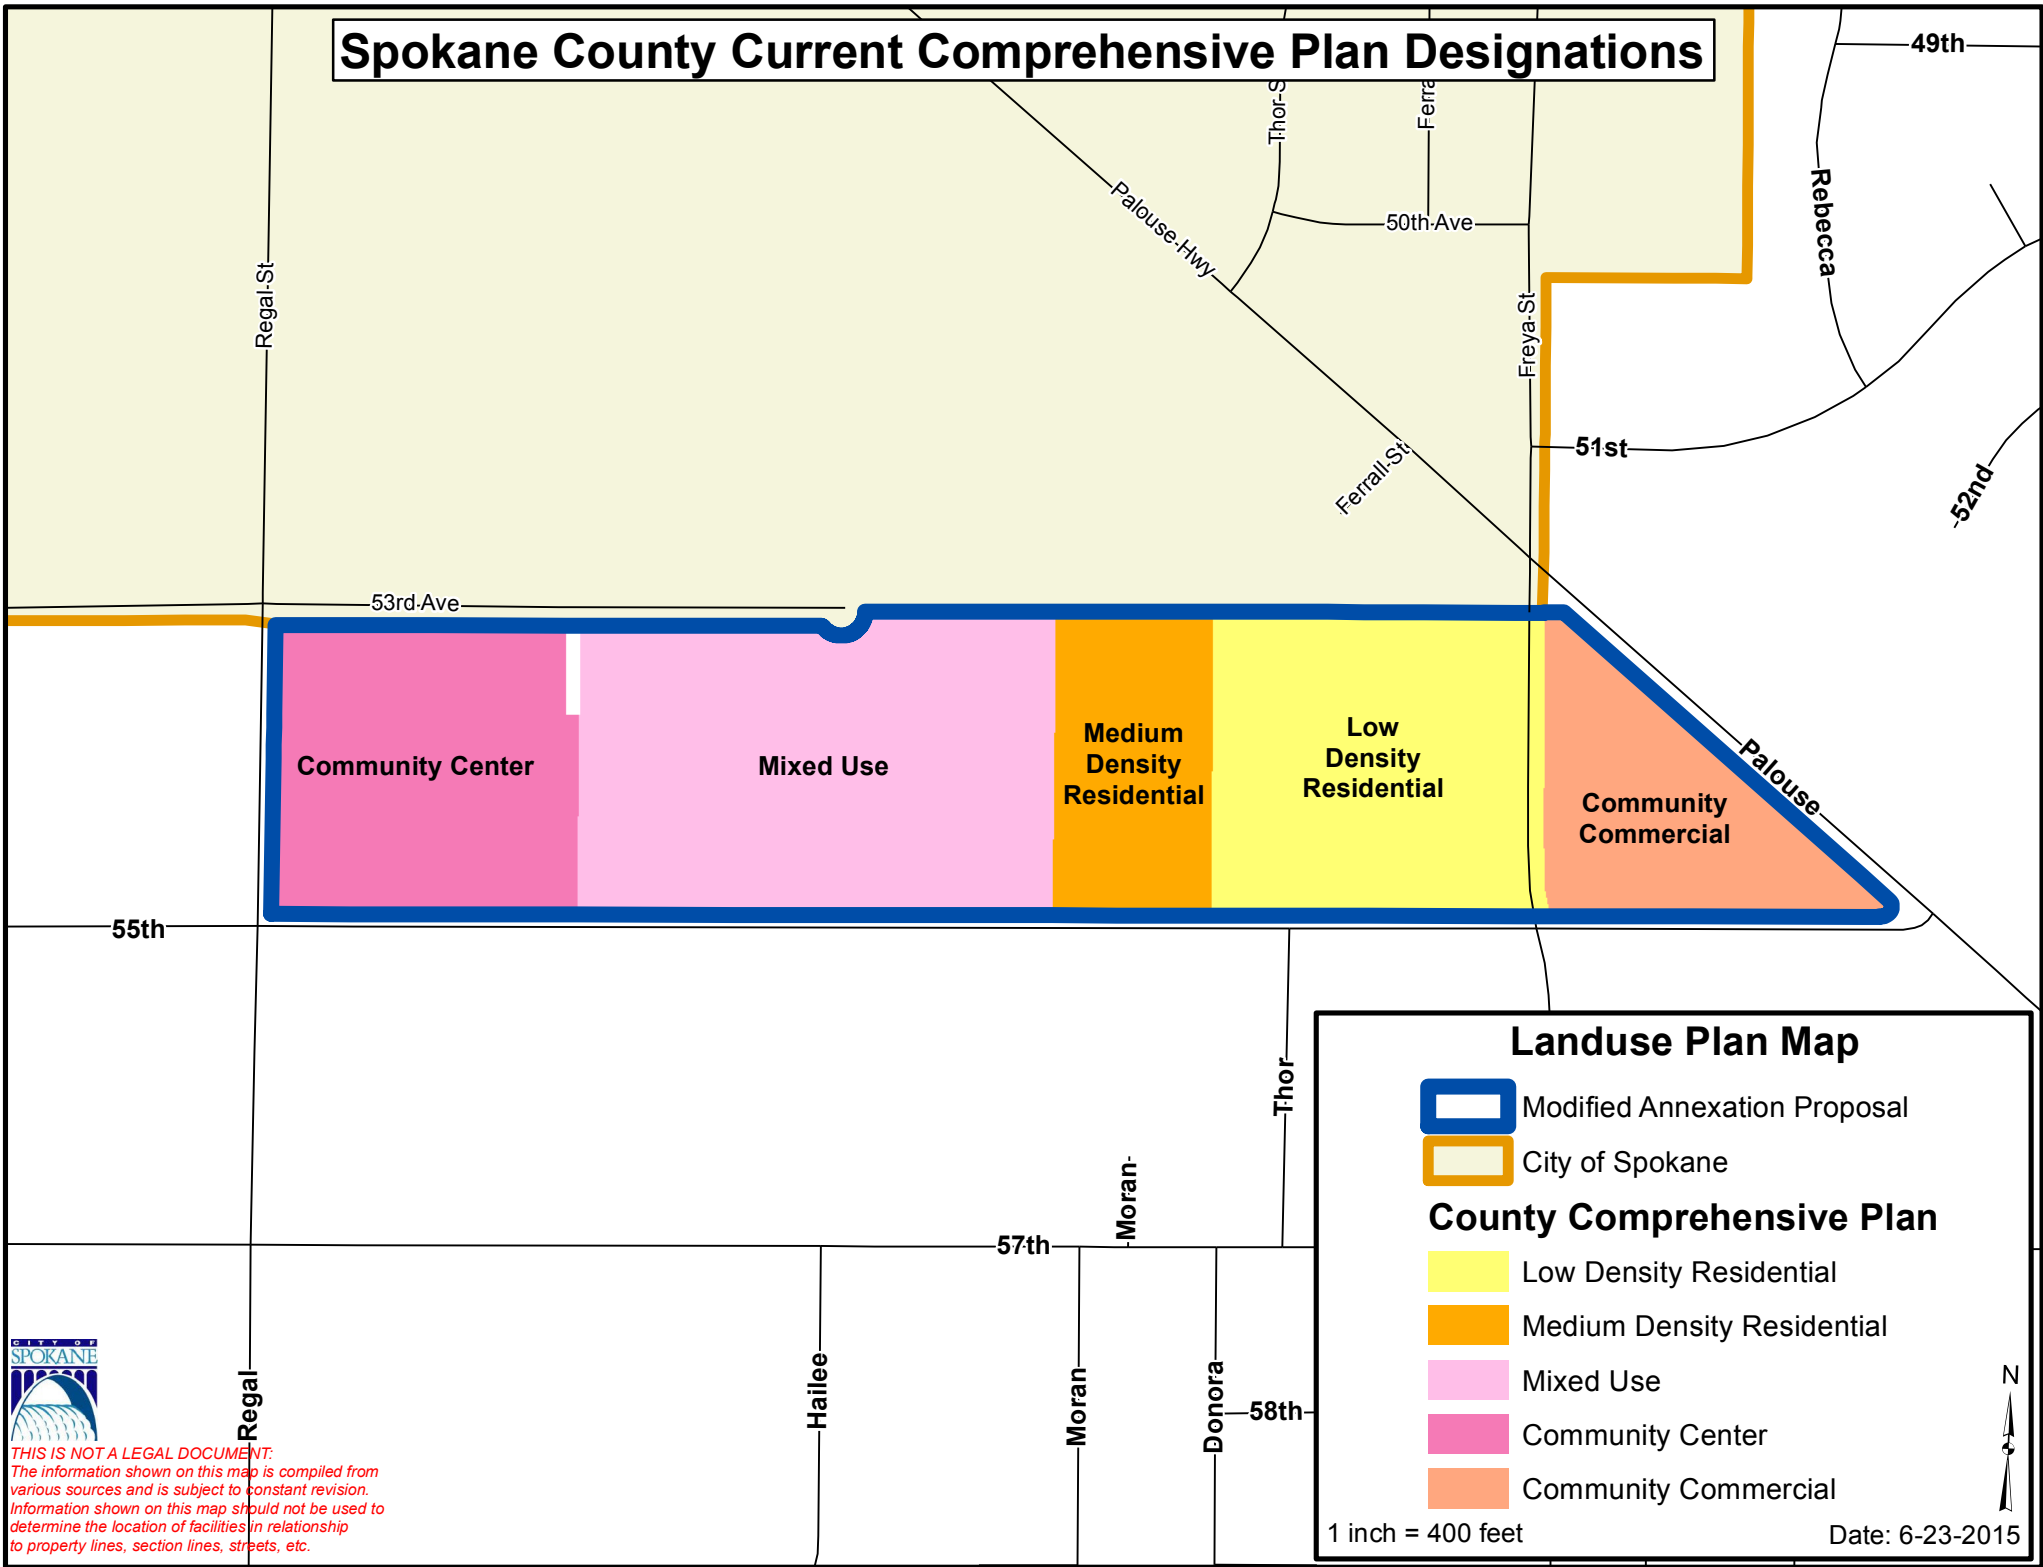 Spokane County Current Comprehensive Plan Designations
49th
Thor S
Ferra
Palouse Hwy
50th Ave
Rebecca
Regal St
Freya St
51st
Ferrall St
52nd
53rd Ave
Community Center
Mixed Use
Medium
Density
Residential
Low
Density
Residential
Community
Commercial
Palouse
55th
Thor
Moran
57th
Regal
Hailee
Moran
Donora
58th
Landuse Plan Map
Modified Annexation Proposal
City of Spokane
County Comprehensive Plan
Low Density Residential
Medium Density Residential
Mixed Use
Community Center
Community Commercial
N
1 inch = 400 feet
Date: 6-23-2015
CITY OF
SPOKANE
THIS IS NOT A LEGAL DOCUMENT:
The information shown on this map is compiled from
various sources and is subject to constant revision.
Information shown on this map should not be used to
determine the location of facilities in relationship
to property lines, section lines, streets, etc.